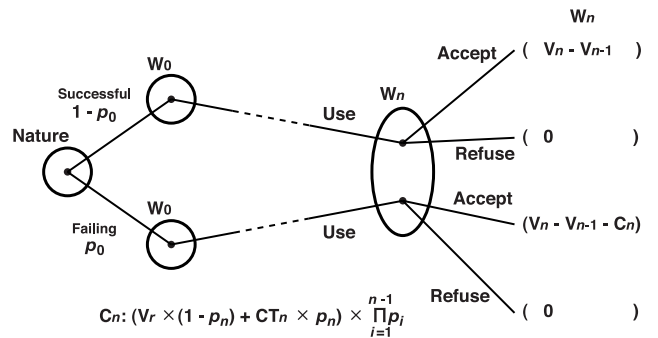 Wn
Accept
( Vn - Vn-1 )
W0
Wn
Successful
1 - p0
Use
( 0 )
Nature
Refuse
W0
Accept
(Vn - Vn-1 - Cn)
Failing
p0
Use
Refuse
( 0 )
Cn: (Vr ×(1 - pn) + CTn × pn) × n-1 Π i=1 pi